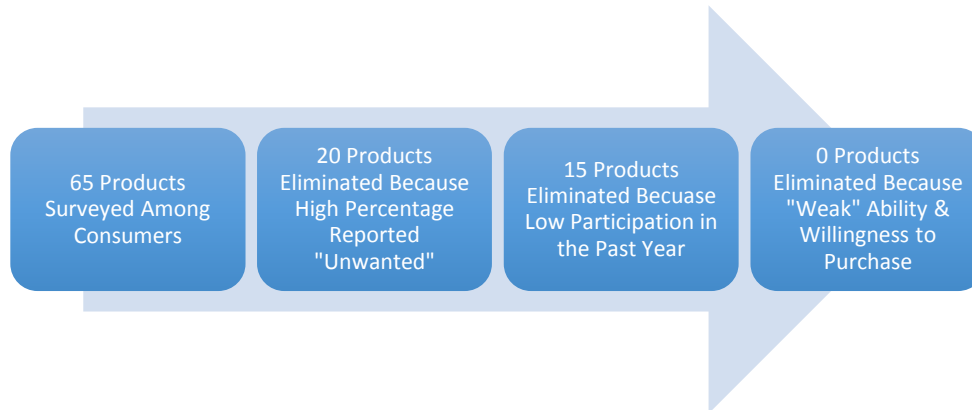 65 Products
Surveyed Among
Consumers
20 Products
Eliminated Because
High Percentage
Reported
"Unwanted"
15 Products
Eliminated Becuase
Low Participation in
the Past Year
0 Products
Eliminated Because
"Weak" Ability &
Willingness to
Purchase